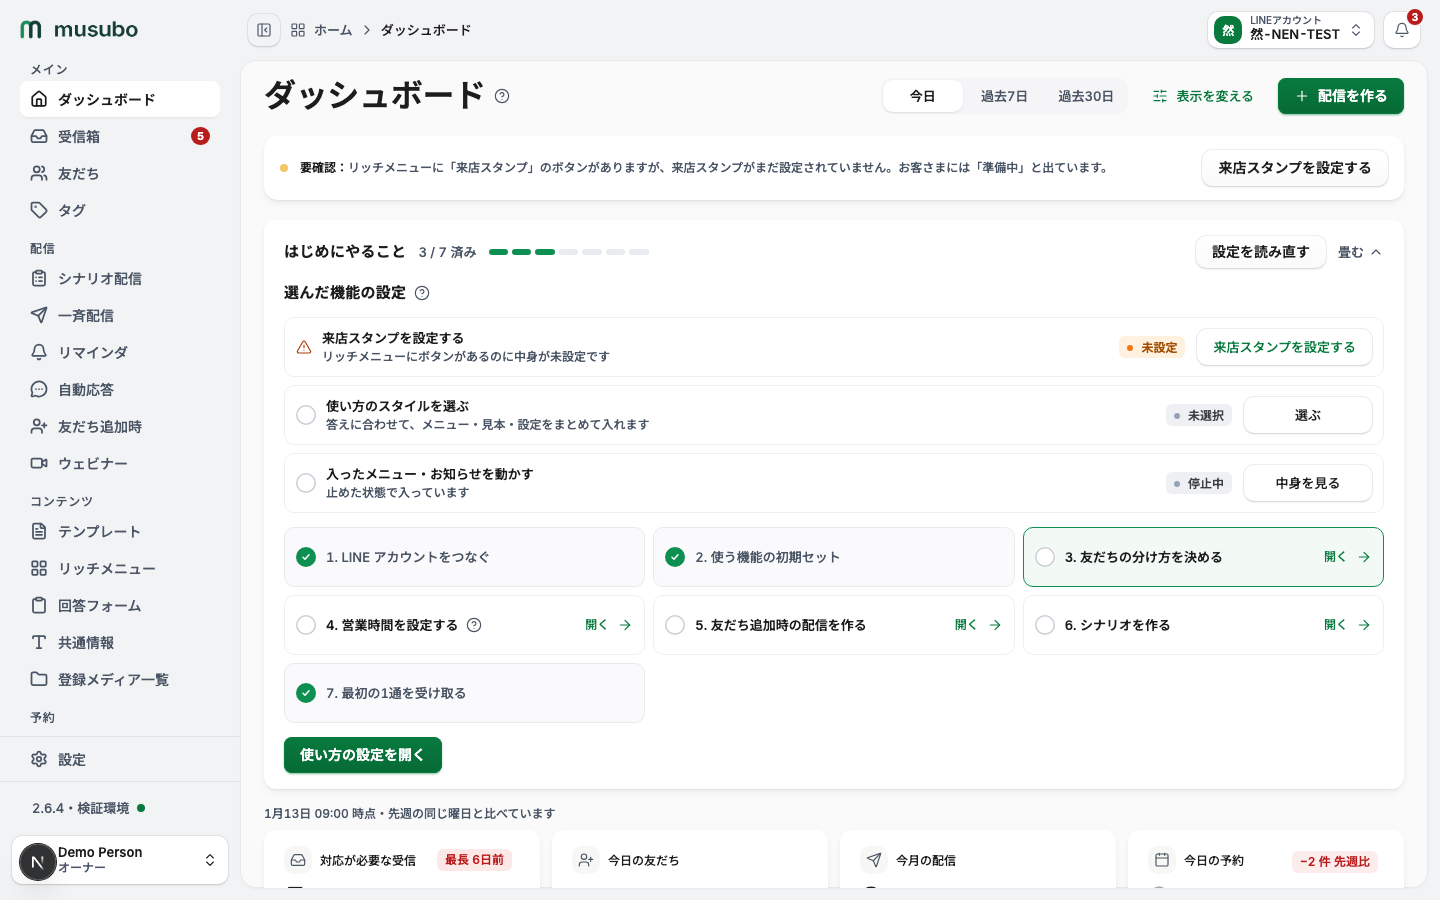 musubo
ホーム
ダッシュボード
LINEアカウント
然
然-NEN-TEST
3
メイン
ダッシュボード
受信箱
5
友だち
タグ
配信
シナリオ配信
一斉配信
リマインダ
自動応答
友だち追加時
ウェビナー
コンテンツ
テンプレート
リッチメニュー
回答フォーム
共通情報
登録メディア一覧
予約
設定
2.6.4・検証環境
N
Demo Person
オーナー
ダッシュボード
今日
過去7日
過去30日
表示を変える
配信を作る
要確認：リッチメニューに「来店スタンプ」のボタンがありますが、来店スタンプがまだ設定されていません。お客さまには「準備中」と出ています。
来店スタンプを設定する
はじめにやること
3 / 7 済み
設定を読み直す
畳む
選んだ機能の設定
来店スタンプを設定する
リッチメニューにボタンがあるのに中身が未設定です
未設定
来店スタンプを設定する
使い方のスタイルを選ぶ
答えに合わせて、メニュー・見本・設定をまとめて入れます
未選択
選ぶ
入ったメニュー・お知らせを動かす
止めた状態で入っています
停止中
中身を見る
1. LINE アカウントをつなぐ
2. 使う機能の初期セット
3. 友だちの分け方を決める
開く
4. 営業時間を設定する
開く
5. 友だち追加時の配信を作る
開く
6. シナリオを作る
開く
7. 最初の1通を受け取る
使い方の設定を開く
1月13日 09:00 時点・先週の同じ曜日と比べています
対応が必要な受信
最長 6日前
今日の友だち
今月の配信
今日の予約
−2 件 先週比